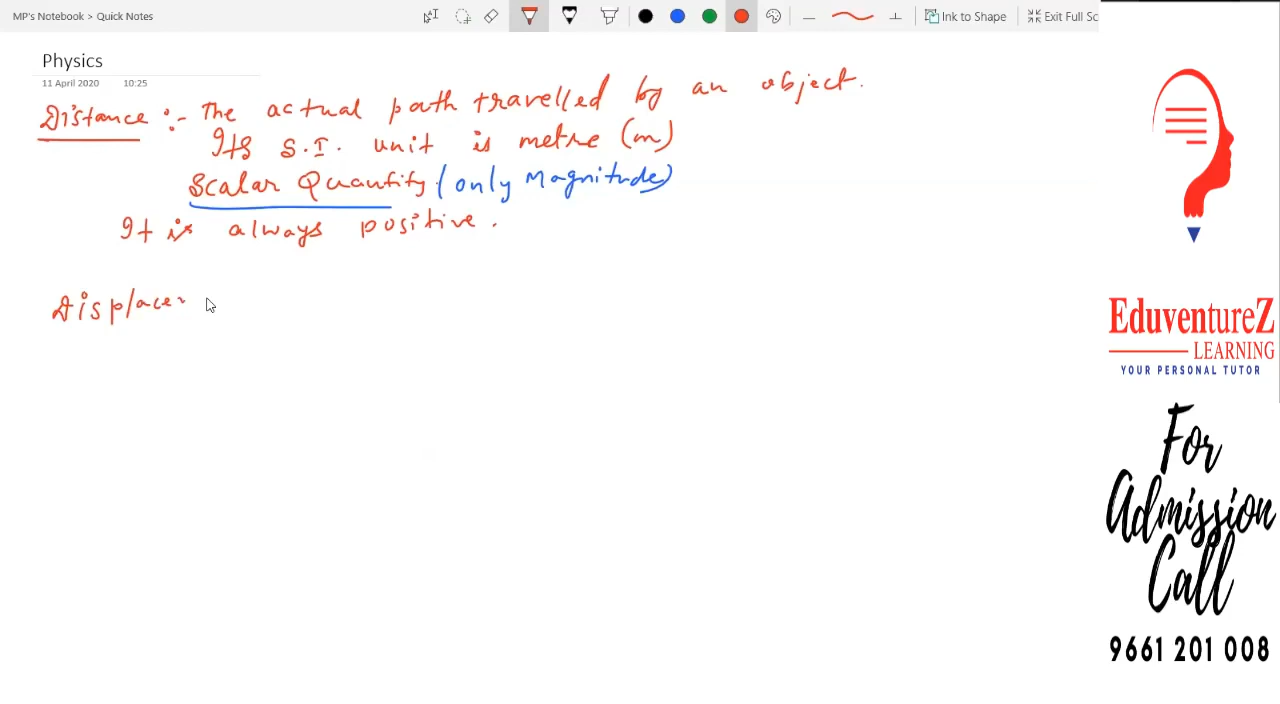 MP's Notebook > Quick Notes
Ink to Shape
Exit Full Sc
Physics
11 April 2020 10:25
Distance :- The actual path travelled by an object.
Its S.I. unit is metre (m)
Scalar Quantity (only Magnitude)
It is always positive.
Displace
EduventureZ
LEARNING
YOUR PERSONAL TUTOR
For
Admission
Call
9661 201 008